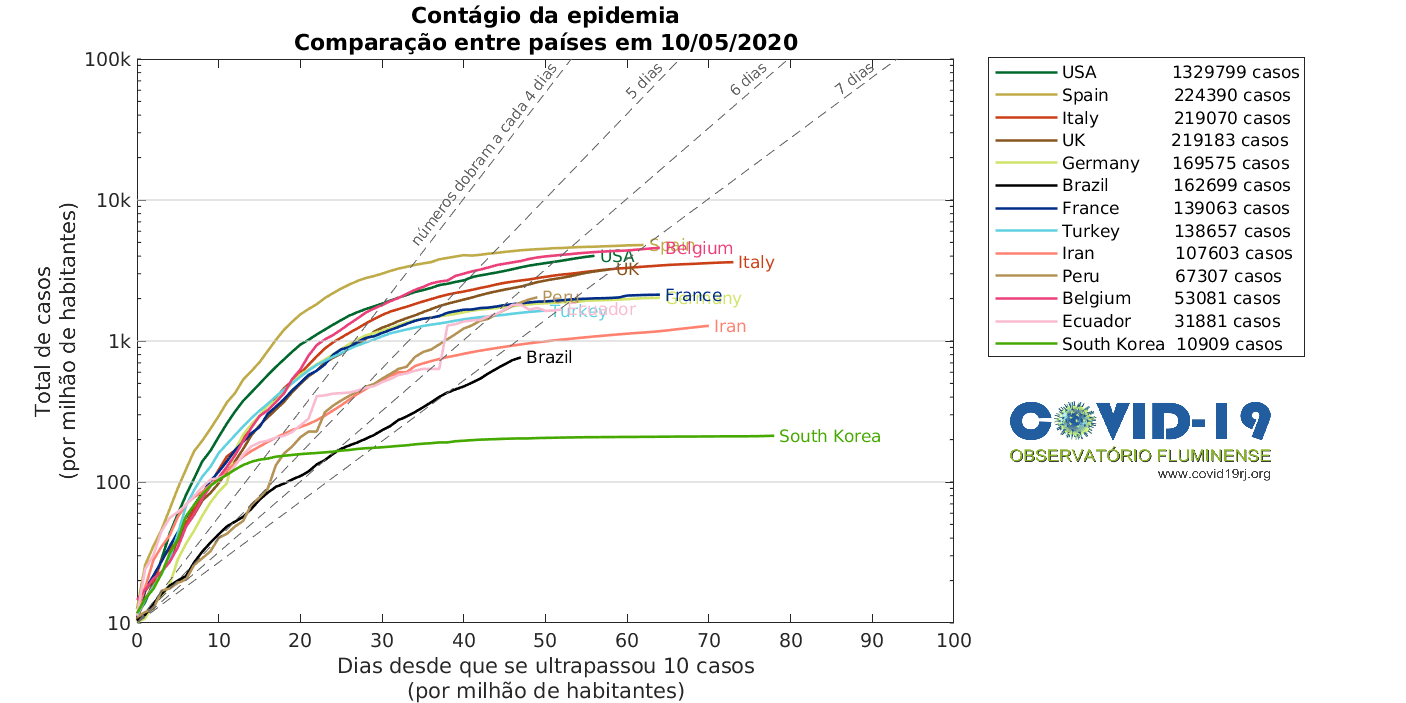 Contágio da epidemia
Comparação entre países em 10/05/2020
100k
10k
1k
100
10
Total de casos
(por milhão de habitantes)
números dobram a cada 4 dias
5 dias
6 dias
7 dias
Spain
Belgium
USA
UK
Italy
France
Germany
Peru
Turkey
Ecuador
Iran
Brazil
South Korea
0 10 20 30 40 50 60 70 80 90 100
Dias desde que se ultrapassou 10 casos
(por milhão de habitantes)
USA 1329799 casos
Spain 224390 casos
Italy 219070 casos
UK 219183 casos
Germany 169575 casos
Brazil 162699 casos
France 139063 casos
Turkey 138657 casos
Iran 107603 casos
Peru 67307 casos
Belgium 53081 casos
Ecuador 31881 casos
South Korea 10909 casos
COVID-19
OBSERVATÓRIO FLUMINENSE
www.covid19rj.org